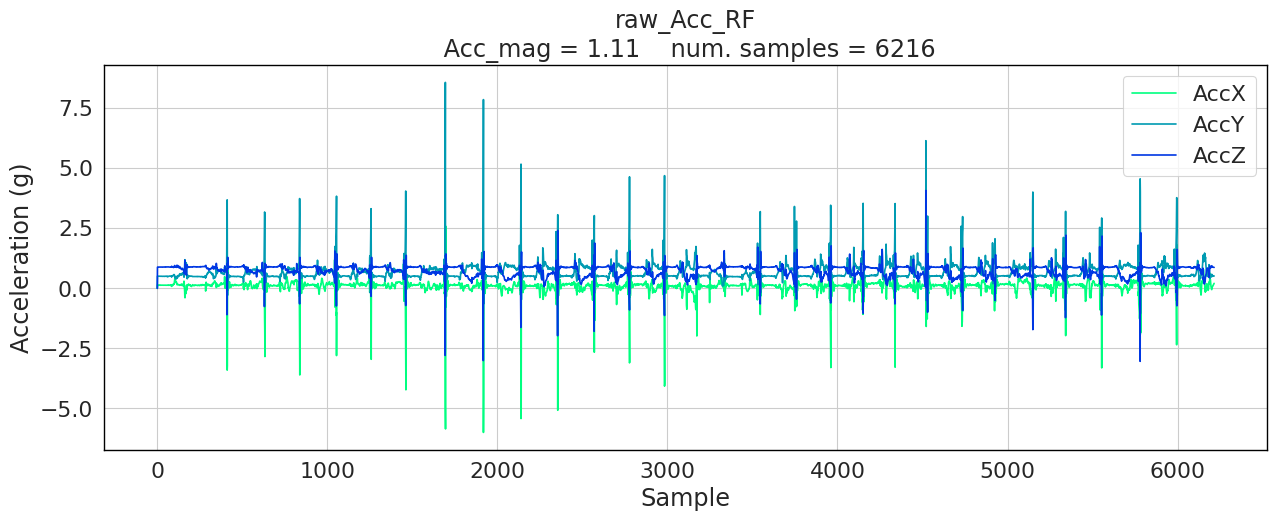 raw_Acc_RF
Acc_mag = 1.11    num. samples = 6216
AccX
AccY
AccZ
7.5
5.0
2.5
0.0
−2.5
−5.0
Acceleration (g)
0 1000 2000 3000 4000 5000 6000
Sample